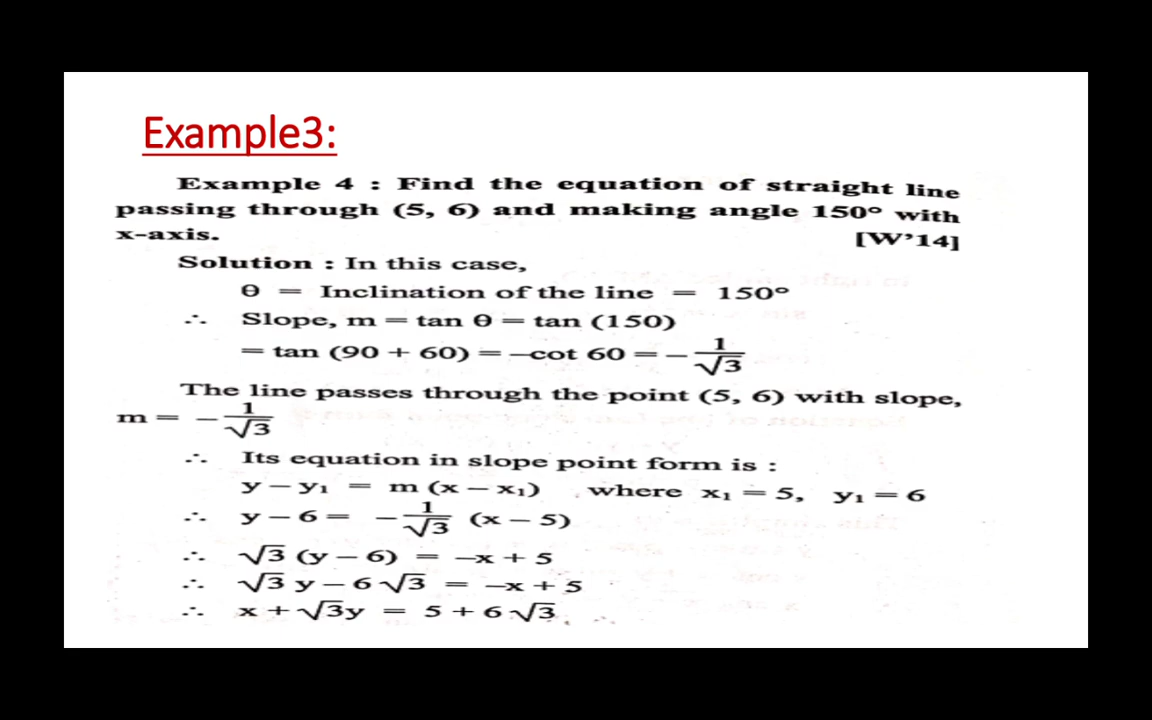 Example3:
Example 4 : Find the equation of straight line
passing through (5, 6) and making angle 150° with
x-axis. [W'14]
Solution : In this case,
θ = Inclination of the line = 150°
∴ Slope, m = tan θ = tan (150)
= tan (90 + 60) = –cot 60 = – 1/√3
The line passes through the point (5, 6) with slope,
m = – 1/√3
∴ Its equation in slope point form is :
y – y₁ = m (x – x₁) where x₁ = 5, y₁ = 6
∴ y – 6 = – 1/√3 (x – 5)
∴ √3 (y – 6) = –x + 5
∴ √3 y – 6 √3 = –x + 5
∴ x + √3y = 5 + 6 √3